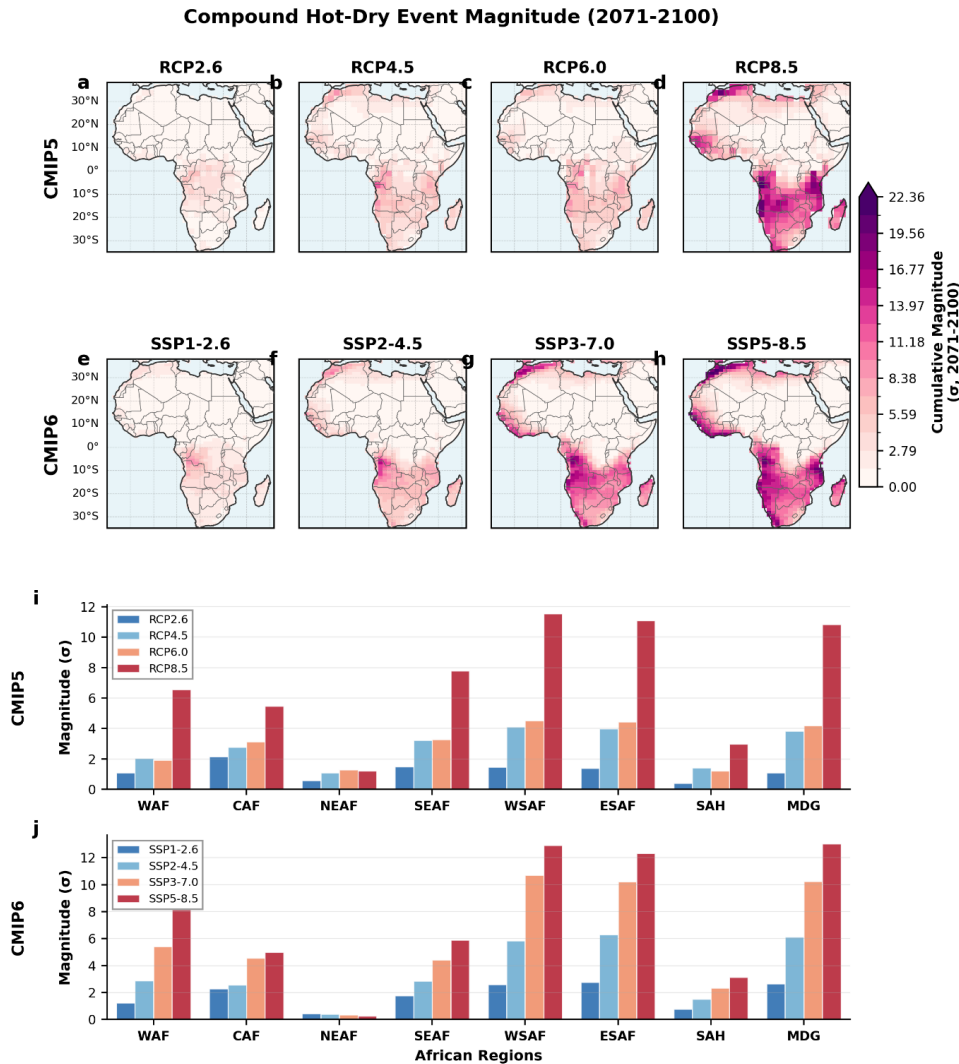 Compound Hot-Dry Event Magnitude (2071-2100)
a RCP2.6 b RCP4.5 c RCP6.0 d RCP8.5
30°N
20°N
10°N
0°
10°S
20°S
30°S
CMIP5
e SSP1-2.6 f SSP2-4.5 g SSP3-7.0 h SSP5-8.5
30°N
20°N
10°N
0°
10°S
20°S
30°S
CMIP6
22.36
19.56
16.77
13.97
11.18
8.38
5.59
2.79
0.00
Cumulative Magnitude
(σ, 2071-2100)
i
CMIP5
Magnitude (σ)
12
10
8
6
4
2
0
RCP2.6
RCP4.5
RCP6.0
RCP8.5
WAF CAF NEAF SEAF WSAF ESAF SAH MDG
j
CMIP6
Magnitude (σ)
12
10
8
6
4
2
0
SSP1-2.6
SSP2-4.5
SSP3-7.0
SSP5-8.5
WAF CAF NEAF SEAF WSAF ESAF SAH MDG
African Regions